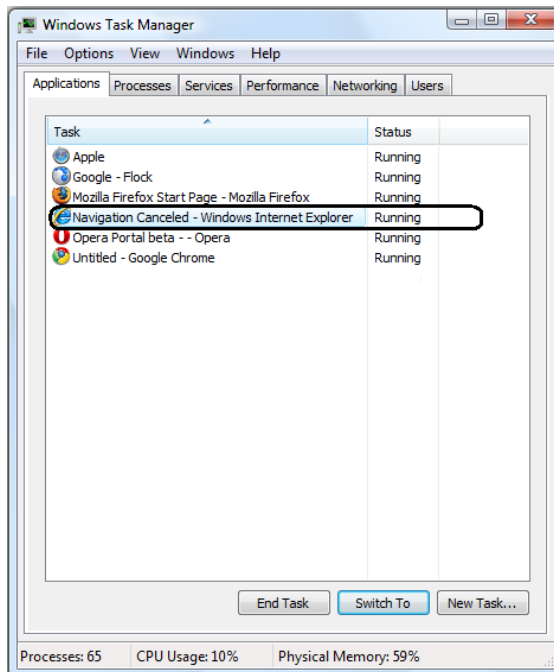 Windows Task Manager
File Options View Windows Help
Applications Processes Services Performance Networking Users
Task Status
Apple Running
Google - Flock Running
Mozilla Firefox Start Page - Mozilla Firefox Running
Navigation Canceled - Windows Internet Explorer Running
Opera Portal beta - - Opera Running
Untitled - Google Chrome Running
End Task Switch To New Task...
Processes: 65 CPU Usage: 10% Physical Memory: 59%